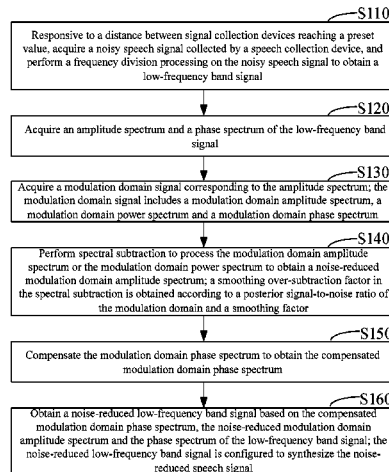 S110
Responsive to a distance between signal collection devices reaching a preset
value, acquire a noisy speech signal collected by a speech collection device, and
perform a frequency division processing on the noisy speech signal to obtain a
low-frequency band signal
S120
Acquire an amplitude spectrum and a phase spectrum of the low-frequency band
signal
S130
Acquire a modulation domain signal corresponding to the amplitude spectrum; the
modulation domain signal includes a modulation domain amplitude spectrum, a
modulation domain power spectrum and a modulation domain phase spectrum
S140
Perform spectral subtraction to process the modulation domain amplitude
spectrum or the modulation domain power spectrum to obtain a noise-reduced
modulation domain amplitude spectrum; a smoothing over-subtraction factor in
the spectral subtraction is obtained according to a posterior signal-to-noise ratio of
the modulation domain and a smoothing factor
S150
Compensate the modulation domain phase spectrum to obtain the compensated
modulation domain phase spectrum
S160
Obtain a noise-reduced low-frequency band signal based on the compensated
modulation domain phase spectrum, the noise-reduced modulation domain
amplitude spectrum and the phase spectrum of the low-frequency band signal; the
noise-reduced low-frequency band signal is configured to synthesize the noise-
reduced speech signal